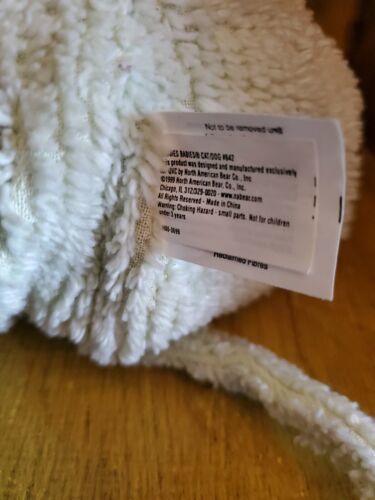 Not to be removed until
BABIES® CAT/DOG #642
product was designed and manufactured exclusively
QVC by North American Bear Co., Inc
©1999 North American Bear, Co., Inc.
Chicago, IL 312/329-0020 - www.nabear.com
All Rights Reserved - Made in China
Warning: Choking Hazard - small parts. Not for children
under 3 years
Reclaimed Fibres